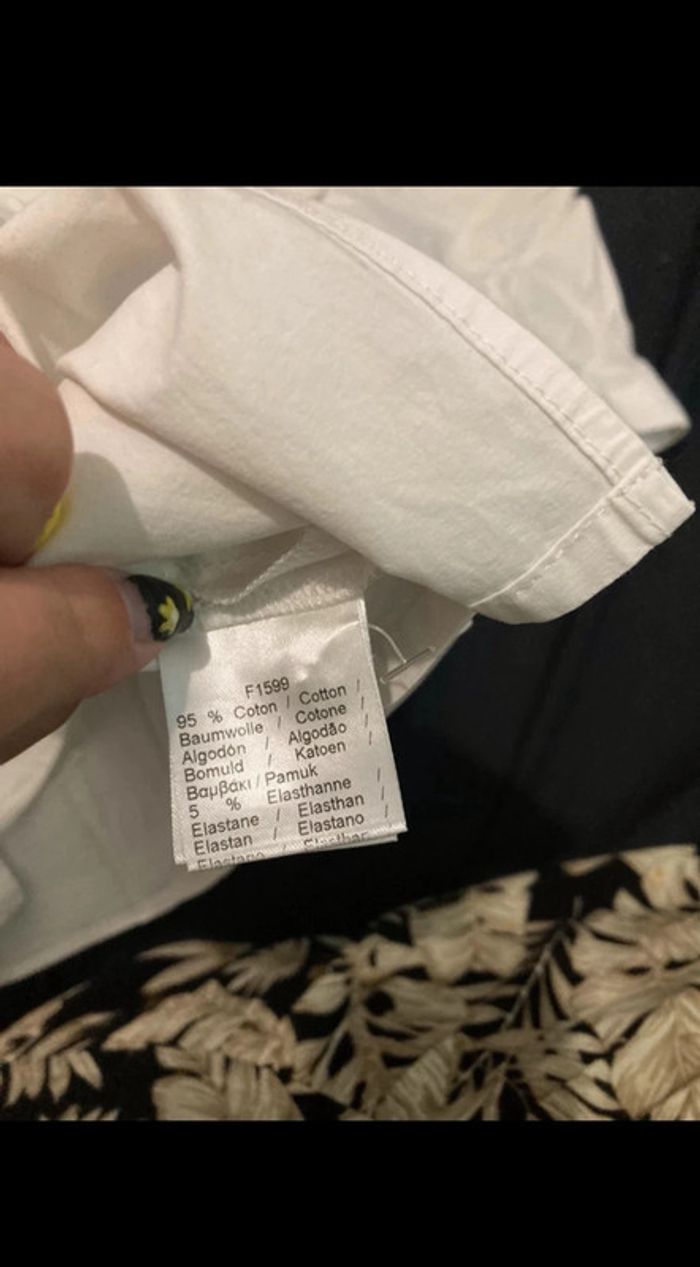 F1599
95 % Coton / Cotton /
Baumwolle / Cotone /
Algodón / Algodão /
Bomuld / Katoen /
Βαμβάκι / Pamuk
5 % Elasthanne /
Elastane / Elasthan /
Elastan / Elastano /